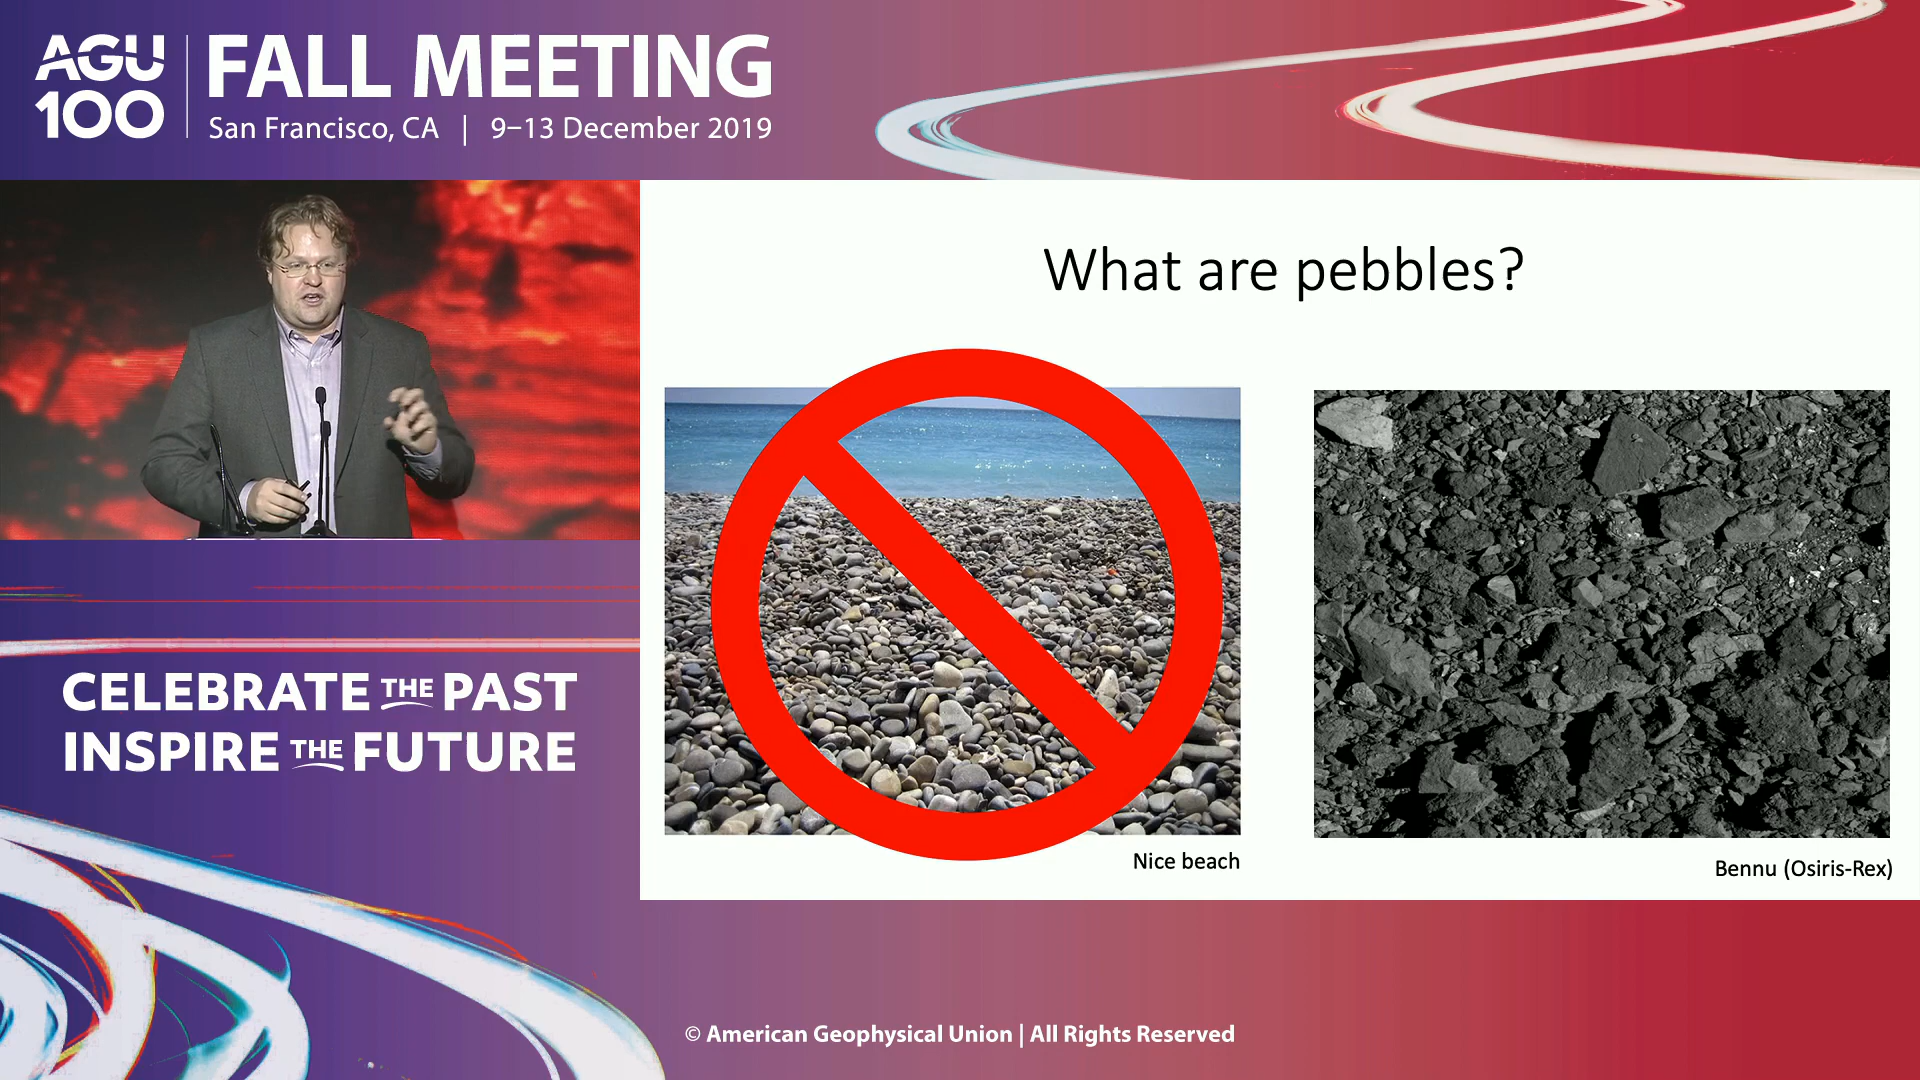 AGU
100
FALL MEETING
San Francisco, CA | 9–13 December 2019
What are pebbles?
Nice beach
Bennu (Osiris-Rex)
CELEBRATE THE PAST
INSPIRE THE FUTURE
© American Geophysical Union | All Rights Reserved